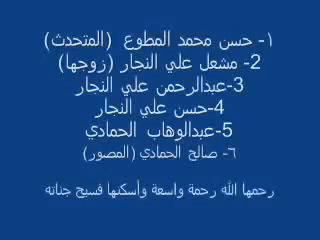 ١- حسن محمد المطوع (المتحدث)
2- مشعل علي النجار (زوجها)
3-عبدالرحمن علي النجار
4-حسن علي النجار
5-عبدالوهاب الحمادي
٦- صالح الحمادي (المصور)
رحمها الله رحمة واسعة وأسكنها فسيح جناته